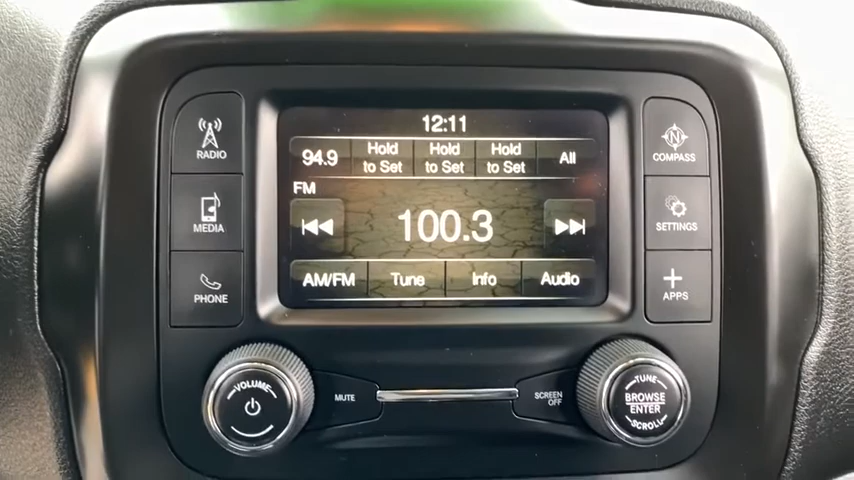 12:11
94.9 Hold to Set Hold to Set Hold to Set All
FM
100.3
AM/FM Tune Info Audio
RADIO
MEDIA
PHONE
N
COMPASS
SETTINGS
APPS
VOLUME
MUTE
SCREEN
OFF
TUNE
BROWSE
ENTER
SCROLL